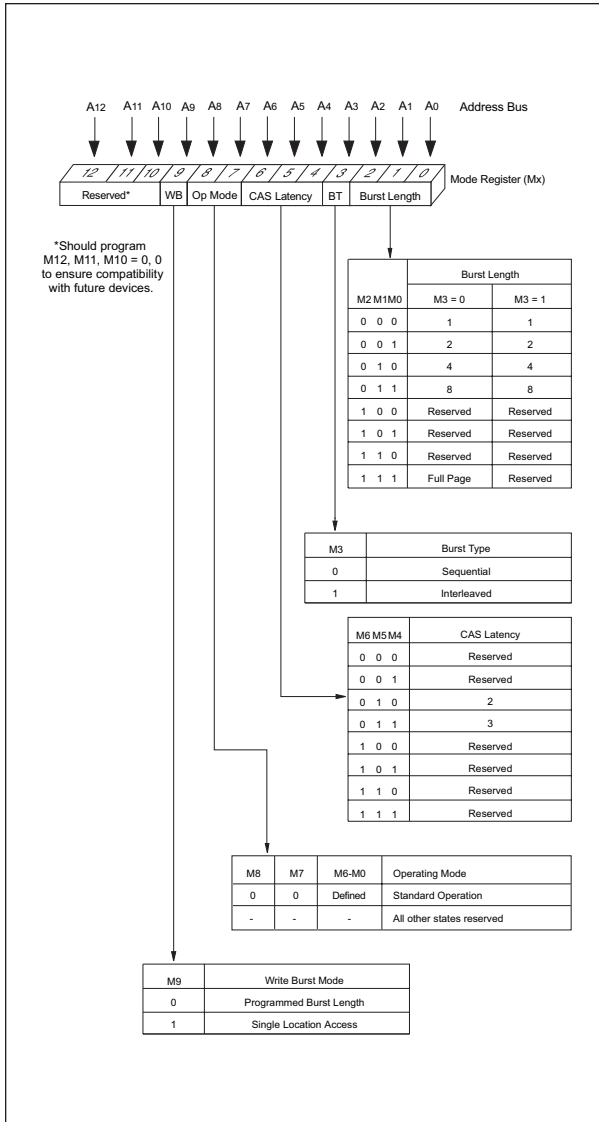 A12 A11 A10 A9 A8 A7 A6 A5 A4 A3 A2 A1 A0 Address Bus
12 11 10 9 8 7 6 5 4 3 2 1 0
Mode Register (Mx)
Reserved* WB Op Mode CAS Latency BT Burst Length
*Should program
M12, M11, M10 = 0, 0
to ensure compatibility
with future devices.
Burst Length
M2 M1 M0 M3 = 0 M3 = 1
0 0 0 1 1
0 0 1 2 2
0 1 0 4 4
0 1 1 8 8
1 0 0 Reserved Reserved
1 0 1 Reserved Reserved
1 1 0 Reserved Reserved
1 1 1 Full Page Reserved
M3 Burst Type
0 Sequential
1 Interleaved
M6 M5 M4 CAS Latency
0 0 0 Reserved
0 0 1 Reserved
0 1 0 2
0 1 1 3
1 0 0 Reserved
1 0 1 Reserved
1 1 0 Reserved
1 1 1 Reserved
M8 M7 M6-M0 Operating Mode
0 0 Defined Standard Operation
- - - All other states reserved
M9 Write Burst Mode
0 Programmed Burst Length
1 Single Location Access